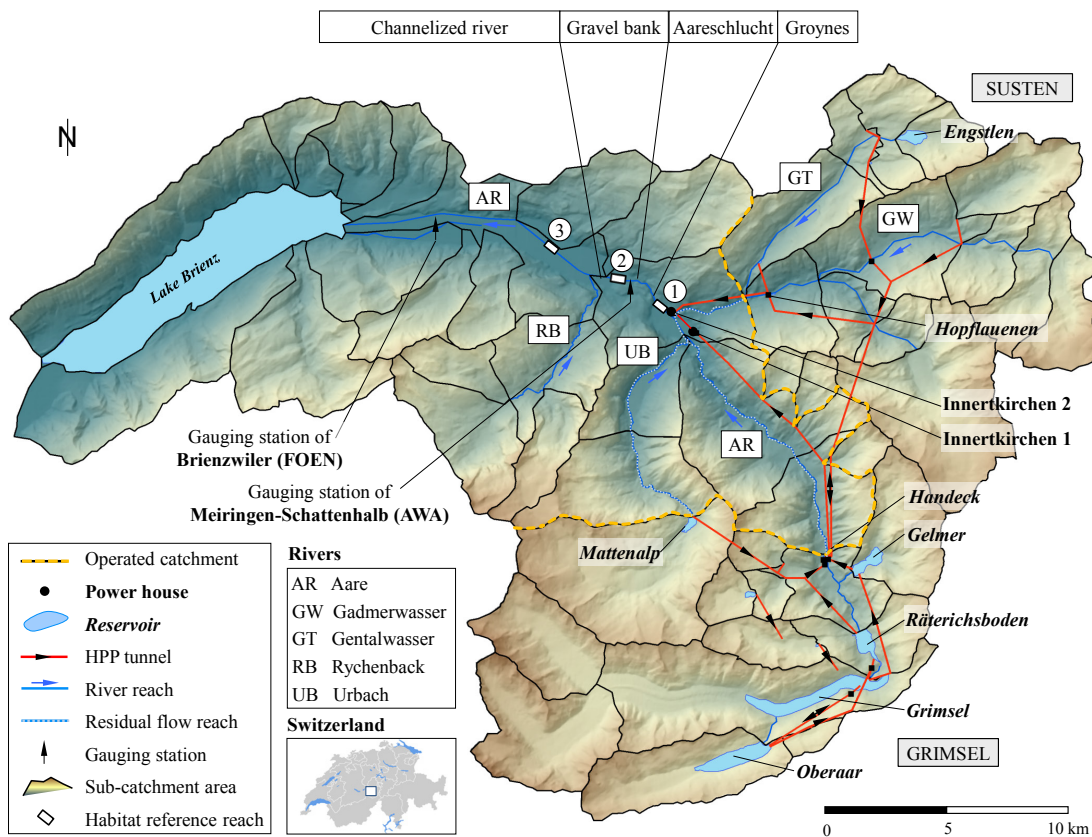 Channelized river
Gravel bank
Aareschlucht
Groynes
SUSTEN
N
Engstlen
GT
AR
GW
3
2
1
Lake Brienz
RB
UB
Hopflauenen
Innertkirchen 2
Innertkirchen 1
AR
Gauging station of
Brienzwiler (FOEN)
Gauging station of
Meiringen-Schattenhalb (AWA)
Handeck
Gelmer
Mattenalp
Räterichsboden
Grimsel
GRIMSEL
Oberaar
Operated catchment
Power house
Reservoir
HPP tunnel
River reach
Residual flow reach
Gauging station
Sub-catchment area
Habitat reference reach
Rivers
AR Aare
GW Gadmerwasser
GT Gentalwasser
RB Rychenback
UB Urbach
Switzerland
0 5 10 km